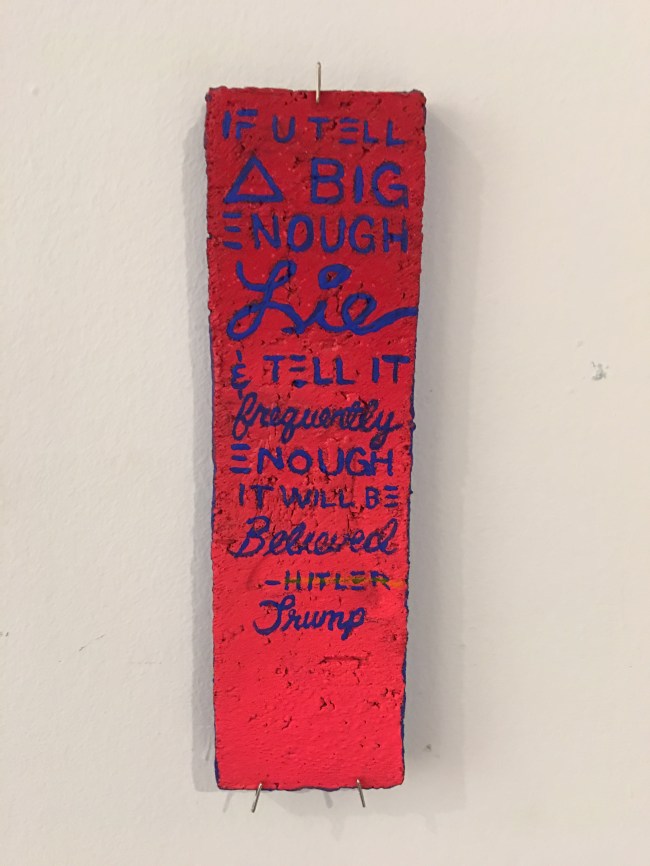 IF U TELL
A BIG
ENOUGH
Lie
& TELL IT
frequently
ENOUGH
IT WILL BE
Believed
-HITLER
Trump